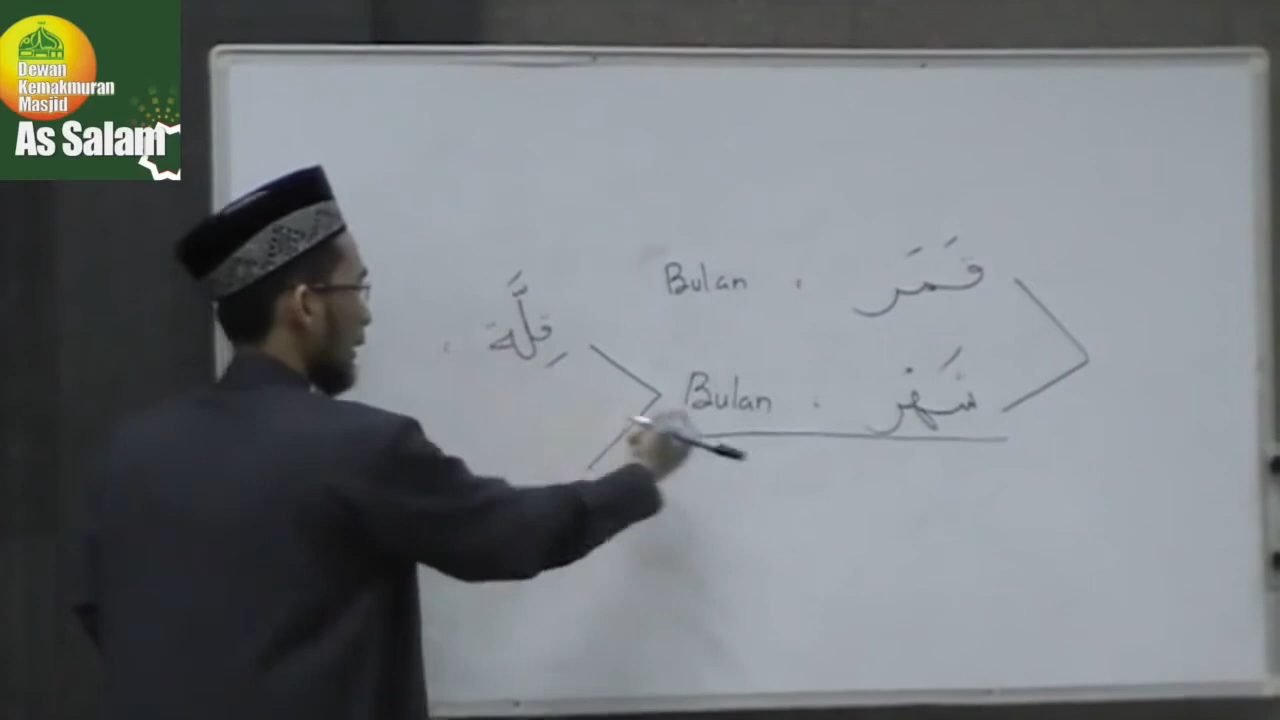 Dewan
Kemakmuran
Masjid
As Salam
قَمَر . Bulan
شَهْر . Bulan
قِلَّة .